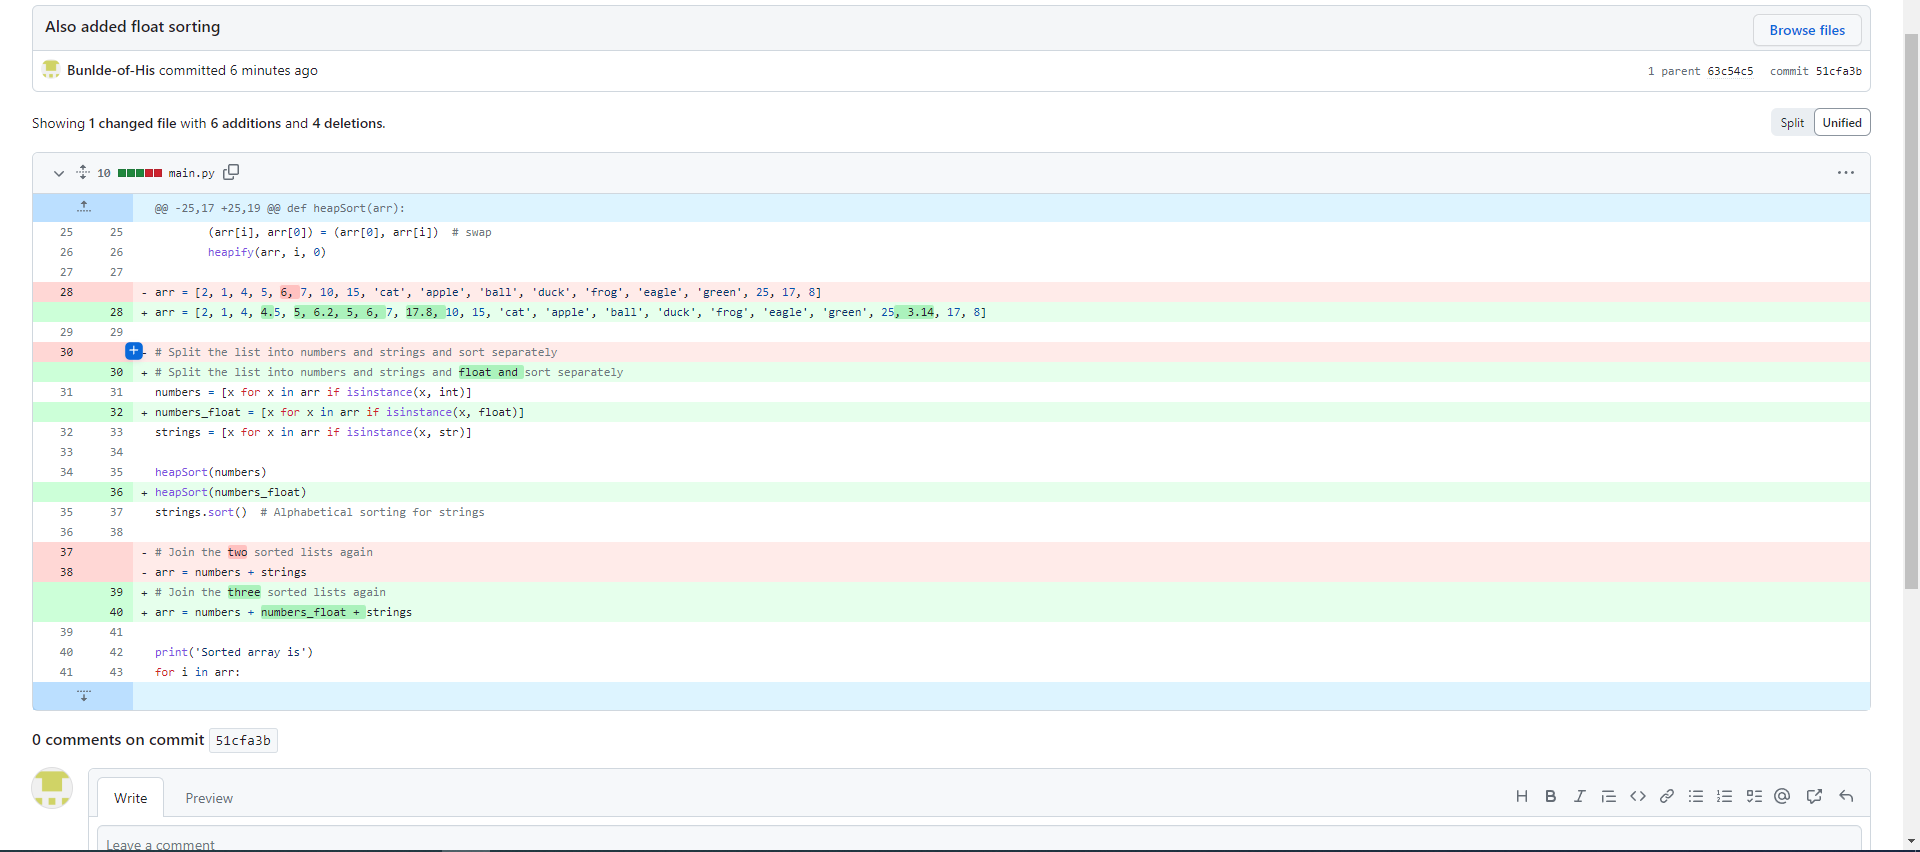 Also added float sorting
Browse files
Bunlde-of-His committed 6 minutes ago
1 parent 63c54c5 commit 51cfa3b
Showing 1 changed file with 6 additions and 4 deletions.
Split Unified
10 main.py
@@ -25,17 +25,19 @@ def heapSort(arr):
25 25 (arr[i], arr[0]) = (arr[0], arr[i])  # swap
26 26 heapify(arr, i, 0)
27 27
28 - arr = [2, 1, 4, 5, 6, 7, 10, 15, 'cat', 'apple', 'ball', 'duck', 'frog', 'eagle', 'green', 25, 17, 8]
28 + arr = [2, 1, 4, 4.5, 5, 6.2, 5, 6, 7, 17.8, 10, 15, 'cat', 'apple', 'ball', 'duck', 'frog', 'eagle', 'green', 25, 3.14, 17, 8]
29 29
30 + - # Split the list into numbers and strings and sort separately
30 + # Split the list into numbers and strings and float and sort separately
31 31 numbers = [x for x in arr if isinstance(x, int)]
32 + numbers_float = [x for x in arr if isinstance(x, float)]
32 33 strings = [x for x in arr if isinstance(x, str)]
33 34
34 35 heapSort(numbers)
36 + heapSort(numbers_float)
35 37 strings.sort()  # Alphabetical sorting for strings
36 38
37 - # Join the two sorted lists again
38 - arr = numbers + strings
39 + # Join the three sorted lists again
40 + arr = numbers + numbers_float + strings
39 41
40 42 print('Sorted array is')
41 43 for i in arr:
0 comments on commit 51cfa3b
Write Preview
Leave a comment